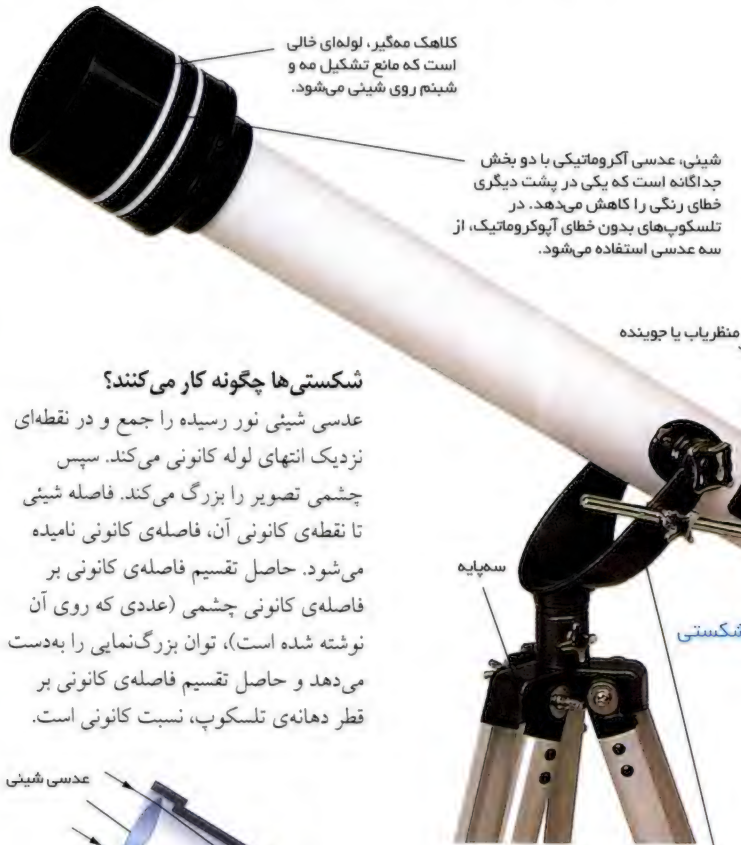 کلاهک مه‌گیر، لوله‌ای خالی
است که مانع تشکیل مه و
شبنم روی شیئی می‌شود.
شیئی، عدسی آکروماتیکی با دو بخش
جداگانه است که یکی در پشت دیگری
خطای رنگی را کاهش می‌دهد. در
تلسکوپ‌های بدون خطای آپوکروماتیک، از
سه عدسی استفاده می‌شود.
منظریاب یا جوینده
شکستی‌ها چگونه کار می‌کنند؟
عدسی شیئی نور رسیده را جمع و در نقطه‌ای
نزدیک انتهای لوله کانونی می‌کند. سپس
چشمی تصویر را بزرگ می‌کند. فاصله شیئی
تا نقطه‌ی کانونی آن، فاصله‌ی کانونی نامیده
می‌شود. حاصل تقسیم فاصله‌ی کانونی بر
فاصله‌ی کانونی چشمی (عددی که روی آن
نوشته شده است)، توان بزرگ‌نمایی را به‌دست
می‌دهد و حاصل تقسیم فاصله‌ی کانونی بر
قطر دهانه‌ی تلسکوپ، نسبت کانونی است.
سه‌پایه
شکستی
عدسی شیئی